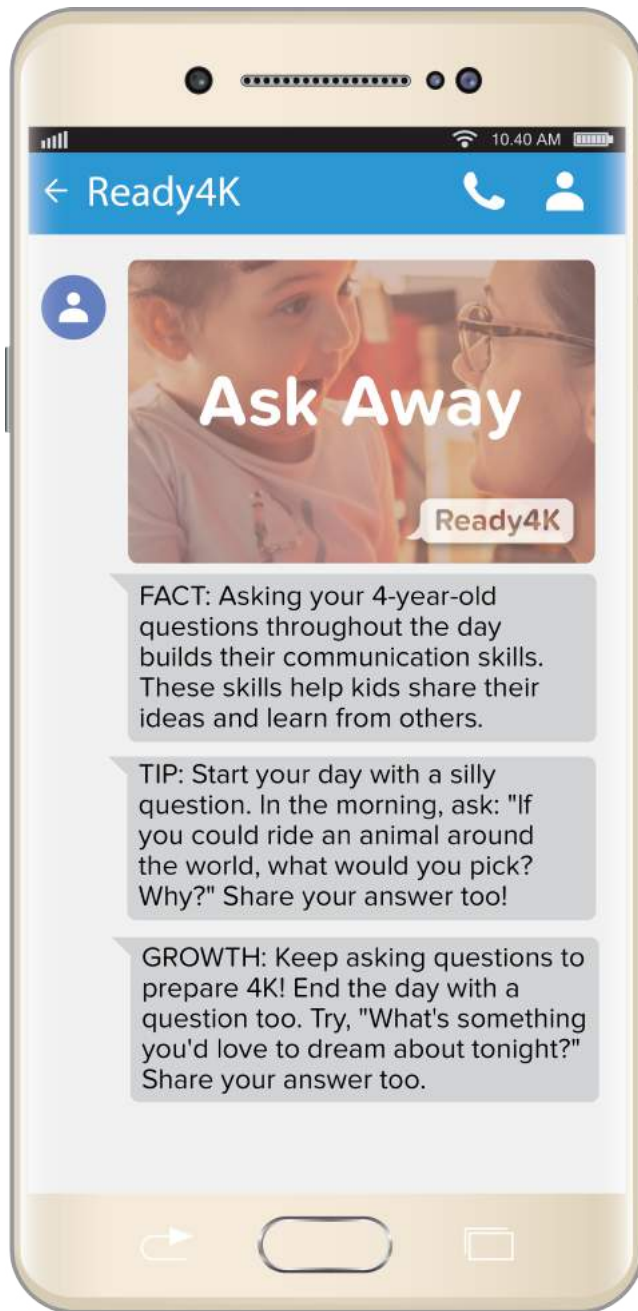 10.40 AM
Ready4K
Ask Away
Ready4K
FACT: Asking your 4-year-old
questions throughout the day
builds their communication skills.
These skills help kids share their
ideas and learn from others.
TIP: Start your day with a silly
question. In the morning, ask: "If
you could ride an animal around
the world, what would you pick?
Why?" Share your answer too!
GROWTH: Keep asking questions to
prepare 4K! End the day with a
question too. Try, "What's something
you'd love to dream about tonight?"
Share your answer too.